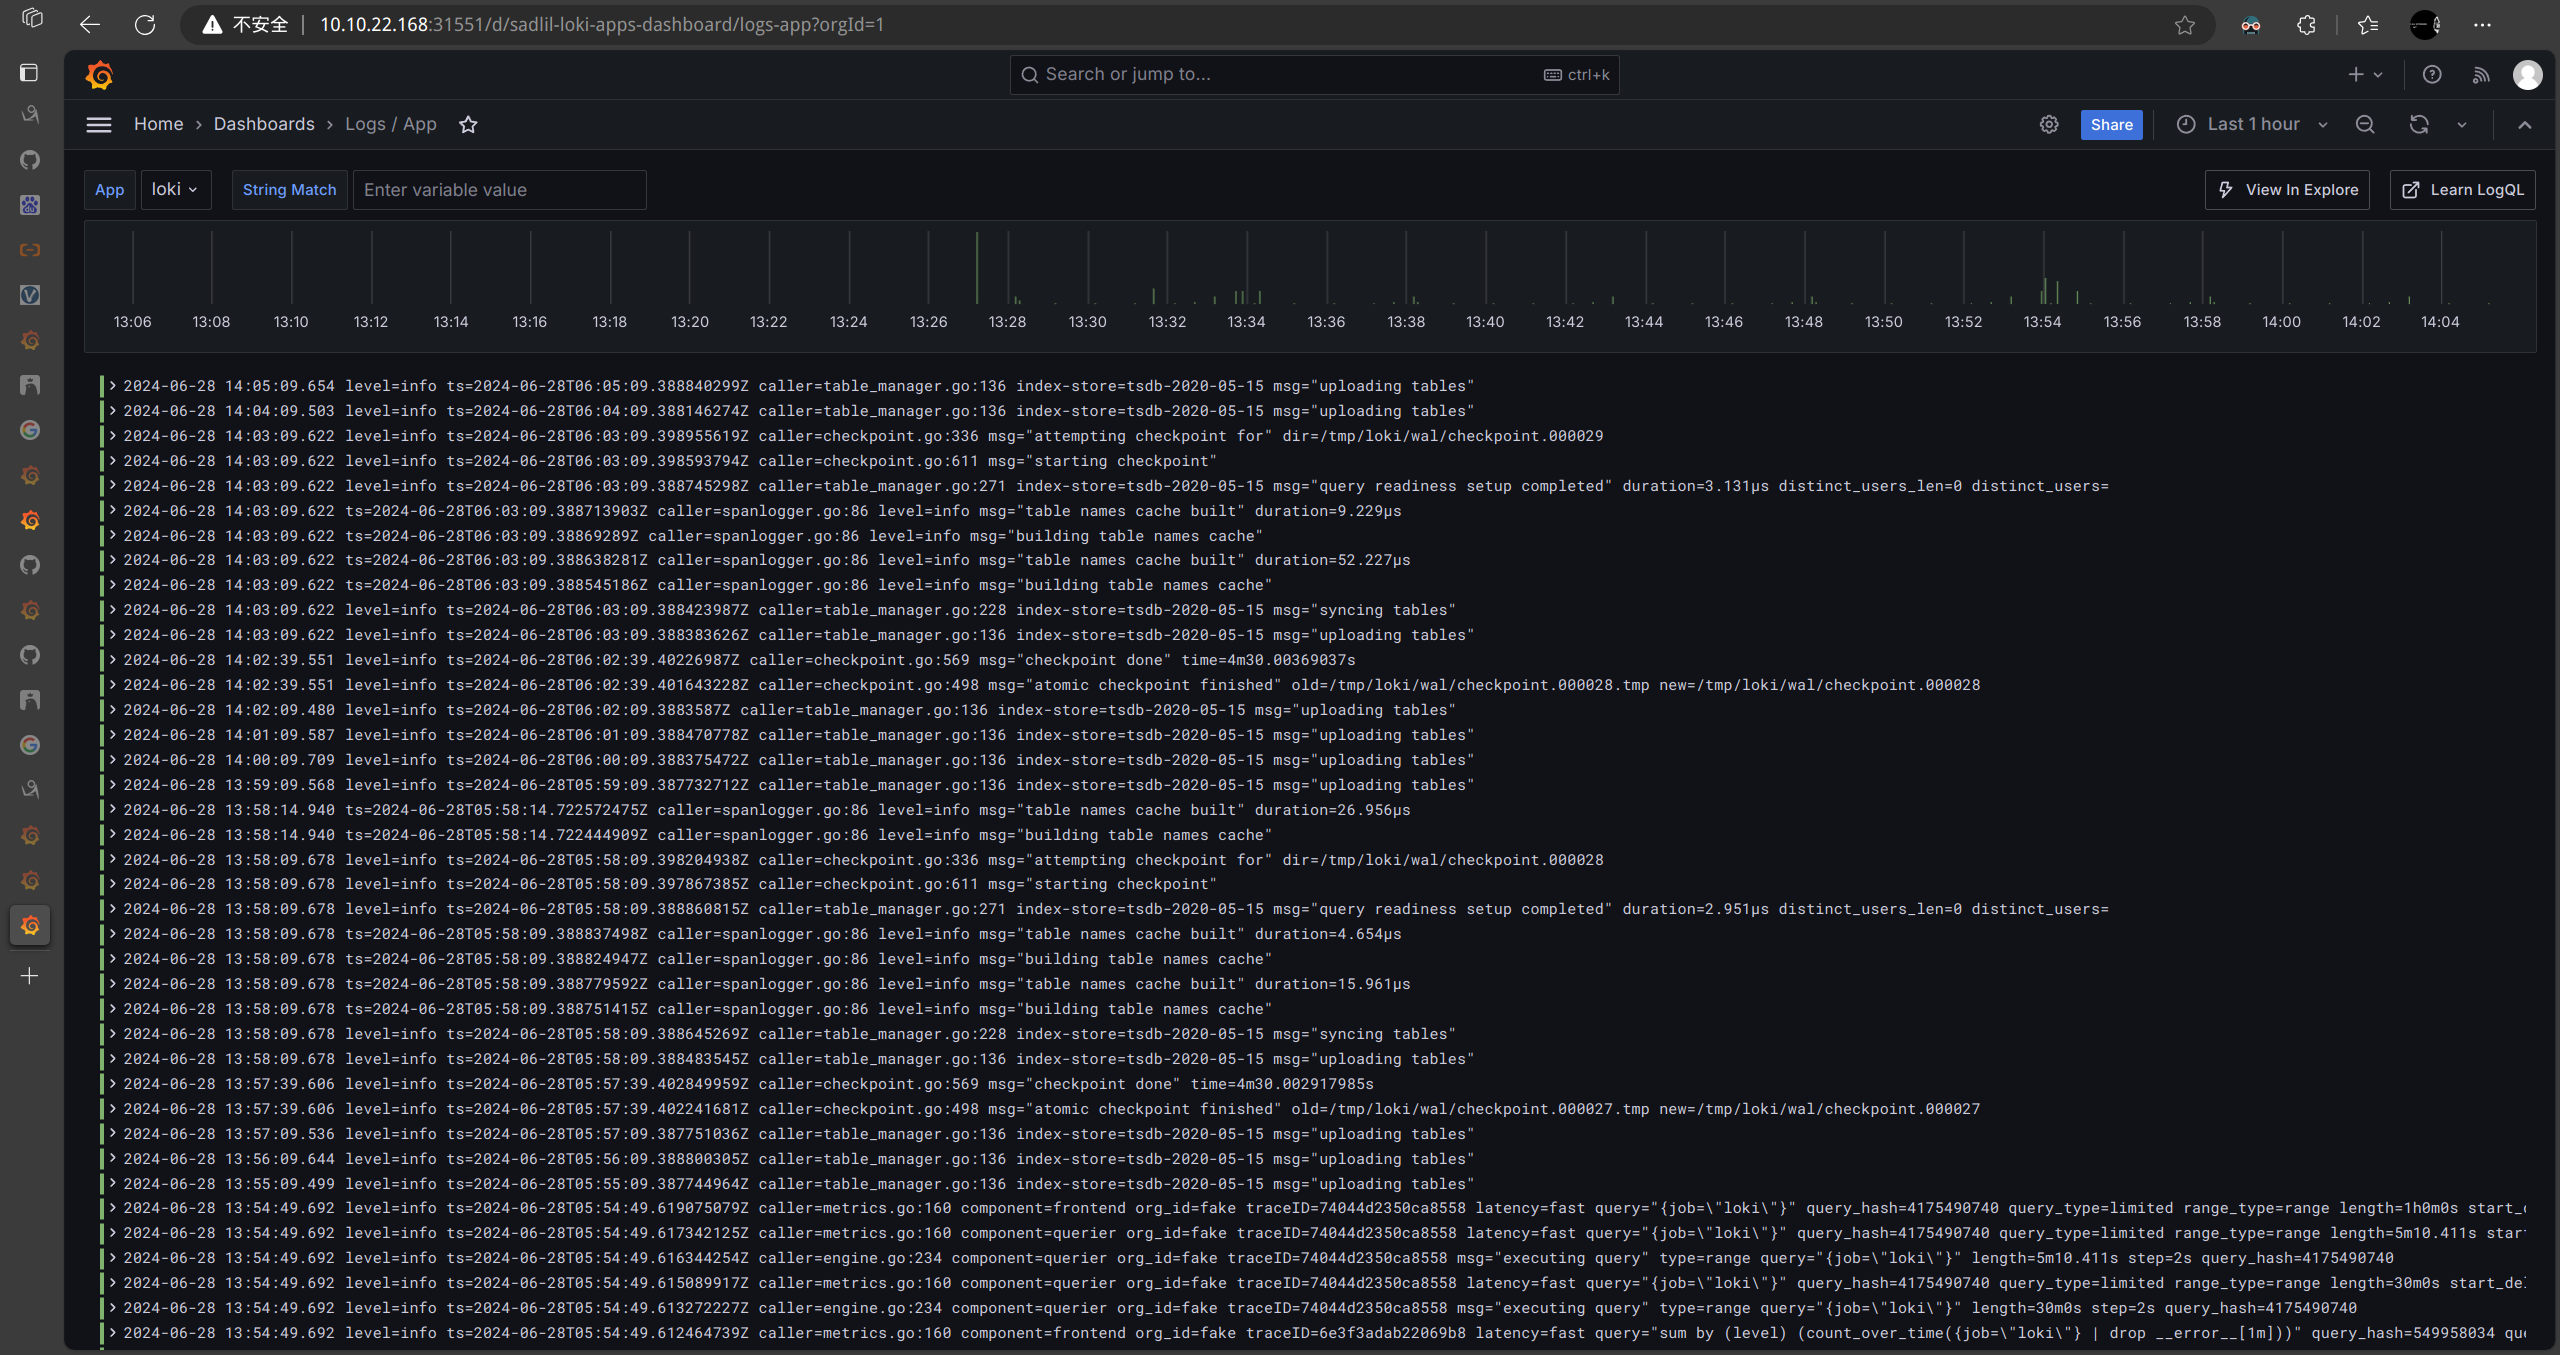 不安全 | 10.10.22.168:31551/d/sadlil-loki-apps-dashboard/logs-app?orgId=1
Search or jump to... ctrl+k
Home › Dashboards › Logs / App
Share Last 1 hour
App loki String Match Enter variable value View In Explore Learn LogQL
13:06 13:08 13:10 13:12 13:14 13:16 13:18 13:20 13:22 13:24 13:26 13:28 13:30 13:32 13:34 13:36 13:38 13:40 13:42 13:44 13:46 13:48 13:50 13:52 13:54 13:56 13:58 14:00 14:02 14:04
2024-06-28 14:05:09.654 level=info ts=2024-06-28T06:05:09.388840299Z caller=table_manager.go:136 index-store=tsdb-2020-05-15 msg="uploading tables"
2024-06-28 14:04:09.503 level=info ts=2024-06-28T06:04:09.388146274Z caller=table_manager.go:136 index-store=tsdb-2020-05-15 msg="uploading tables"
2024-06-28 14:03:09.622 level=info ts=2024-06-28T06:03:09.398955619Z caller=checkpoint.go:336 msg="attempting checkpoint for" dir=/tmp/loki/wal/checkpoint.000029
2024-06-28 14:03:09.622 level=info ts=2024-06-28T06:03:09.398593794Z caller=checkpoint.go:611 msg="starting checkpoint"
2024-06-28 14:03:09.622 level=info ts=2024-06-28T06:03:09.388745298Z caller=table_manager.go:271 index-store=tsdb-2020-05-15 msg="query readiness setup completed" duration=3.131µs distinct_users_len=0 distinct_users=
2024-06-28 14:03:09.622 ts=2024-06-28T06:03:09.388713903Z caller=spanlogger.go:86 level=info msg="table names cache built" duration=9.229µs
2024-06-28 14:03:09.622 ts=2024-06-28T06:03:09.38869289Z caller=spanlogger.go:86 level=info msg="building table names cache"
2024-06-28 14:03:09.622 ts=2024-06-28T06:03:09.388638281Z caller=spanlogger.go:86 level=info msg="table names cache built" duration=52.227µs
2024-06-28 14:03:09.622 ts=2024-06-28T06:03:09.388545186Z caller=spanlogger.go:86 level=info msg="building table names cache"
2024-06-28 14:03:09.622 level=info ts=2024-06-28T06:03:09.388423987Z caller=table_manager.go:228 index-store=tsdb-2020-05-15 msg="syncing tables"
2024-06-28 14:03:09.622 level=info ts=2024-06-28T06:03:09.388383626Z caller=table_manager.go:136 index-store=tsdb-2020-05-15 msg="uploading tables"
2024-06-28 14:02:39.551 level=info ts=2024-06-28T06:02:39.40226987Z caller=checkpoint.go:569 msg="checkpoint done" time=4m30.00369037s
2024-06-28 14:02:39.551 level=info ts=2024-06-28T06:02:39.401643228Z caller=checkpoint.go:498 msg="atomic checkpoint finished" old=/tmp/loki/wal/checkpoint.000028.tmp new=/tmp/loki/wal/checkpoint.000028
2024-06-28 14:02:09.480 level=info ts=2024-06-28T06:02:09.3883587Z caller=table_manager.go:136 index-store=tsdb-2020-05-15 msg="uploading tables"
2024-06-28 14:01:09.587 level=info ts=2024-06-28T06:01:09.388470778Z caller=table_manager.go:136 index-store=tsdb-2020-05-15 msg="uploading tables"
2024-06-28 14:00:09.709 level=info ts=2024-06-28T06:00:09.388375472Z caller=table_manager.go:136 index-store=tsdb-2020-05-15 msg="uploading tables"
2024-06-28 13:59:09.568 level=info ts=2024-06-28T05:59:09.387732712Z caller=table_manager.go:136 index-store=tsdb-2020-05-15 msg="uploading tables"
2024-06-28 13:58:14.940 ts=2024-06-28T05:58:14.722572475Z caller=spanlogger.go:86 level=info msg="table names cache built" duration=26.956µs
2024-06-28 13:58:14.940 ts=2024-06-28T05:58:14.722444909Z caller=spanlogger.go:86 level=info msg="building table names cache"
2024-06-28 13:58:09.678 level=info ts=2024-06-28T05:58:09.398204938Z caller=checkpoint.go:336 msg="attempting checkpoint for" dir=/tmp/loki/wal/checkpoint.000028
2024-06-28 13:58:09.678 level=info ts=2024-06-28T05:58:09.397867385Z caller=checkpoint.go:611 msg="starting checkpoint"
2024-06-28 13:58:09.678 level=info ts=2024-06-28T05:58:09.388860815Z caller=table_manager.go:271 index-store=tsdb-2020-05-15 msg="query readiness setup completed" duration=2.951µs distinct_users_len=0 distinct_users=
2024-06-28 13:58:09.678 ts=2024-06-28T05:58:09.388837498Z caller=spanlogger.go:86 level=info msg="table names cache built" duration=4.654µs
2024-06-28 13:58:09.678 ts=2024-06-28T05:58:09.388824947Z caller=spanlogger.go:86 level=info msg="building table names cache"
2024-06-28 13:58:09.678 ts=2024-06-28T05:58:09.388779592Z caller=spanlogger.go:86 level=info msg="table names cache built" duration=15.961µs
2024-06-28 13:58:09.678 ts=2024-06-28T05:58:09.388751415Z caller=spanlogger.go:86 level=info msg="building table names cache"
2024-06-28 13:58:09.678 level=info ts=2024-06-28T05:58:09.388645269Z caller=table_manager.go:228 index-store=tsdb-2020-05-15 msg="syncing tables"
2024-06-28 13:58:09.678 level=info ts=2024-06-28T05:58:09.388483545Z caller=table_manager.go:136 index-store=tsdb-2020-05-15 msg="uploading tables"
2024-06-28 13:57:39.606 level=info ts=2024-06-28T05:57:39.402849959Z caller=checkpoint.go:569 msg="checkpoint done" time=4m30.002917985s
2024-06-28 13:57:39.606 level=info ts=2024-06-28T05:57:39.402241681Z caller=checkpoint.go:498 msg="atomic checkpoint finished" old=/tmp/loki/wal/checkpoint.000027.tmp new=/tmp/loki/wal/checkpoint.000027
2024-06-28 13:57:09.536 level=info ts=2024-06-28T05:57:09.387751036Z caller=table_manager.go:136 index-store=tsdb-2020-05-15 msg="uploading tables"
2024-06-28 13:56:09.644 level=info ts=2024-06-28T05:56:09.388800305Z caller=table_manager.go:136 index-store=tsdb-2020-05-15 msg="uploading tables"
2024-06-28 13:55:09.499 level=info ts=2024-06-28T05:55:09.387744964Z caller=table_manager.go:136 index-store=tsdb-2020-05-15 msg="uploading tables"
2024-06-28 13:54:49.692 level=info ts=2024-06-28T05:54:49.619075079Z caller=metrics.go:160 component=frontend org_id=fake traceID=74044d2350ca8558 latency=fast query="{job=\"loki\"}" query_hash=4175490740 query_type=limited range_type=range length=1h0m0s start_
2024-06-28 13:54:49.692 level=info ts=2024-06-28T05:54:49.617342125Z caller=metrics.go:160 component=querier org_id=fake traceID=74044d2350ca8558 latency=fast query="{job=\"loki\"}" query_hash=4175490740 query_type=limited range_type=range length=5m10.411s star
2024-06-28 13:54:49.692 level=info ts=2024-06-28T05:54:49.616344254Z caller=engine.go:234 component=querier org_id=fake traceID=74044d2350ca8558 msg="executing query" type=range query="{job=\"loki\"}" length=5m10.411s step=2s query_hash=4175490740
2024-06-28 13:54:49.692 level=info ts=2024-06-28T05:54:49.615089917Z caller=metrics.go:160 component=querier org_id=fake traceID=74044d2350ca8558 latency=fast query="{job=\"loki\"}" query_hash=4175490740 query_type=limited range_type=range length=30m0s start_de
2024-06-28 13:54:49.692 level=info ts=2024-06-28T05:54:49.613272227Z caller=engine.go:234 component=querier org_id=fake traceID=74044d2350ca8558 msg="executing query" type=range query="{job=\"loki\"}" length=30m0s step=2s query_hash=4175490740
2024-06-28 13:54:49.692 level=info ts=2024-06-28T05:54:49.612464739Z caller=metrics.go:160 component=frontend org_id=fake traceID=6e3f3adab22069b8 latency=fast query="sum by (level) (count_over_time({job=\"loki\"} | drop __error__[1m]))" query_hash=549958034 qu